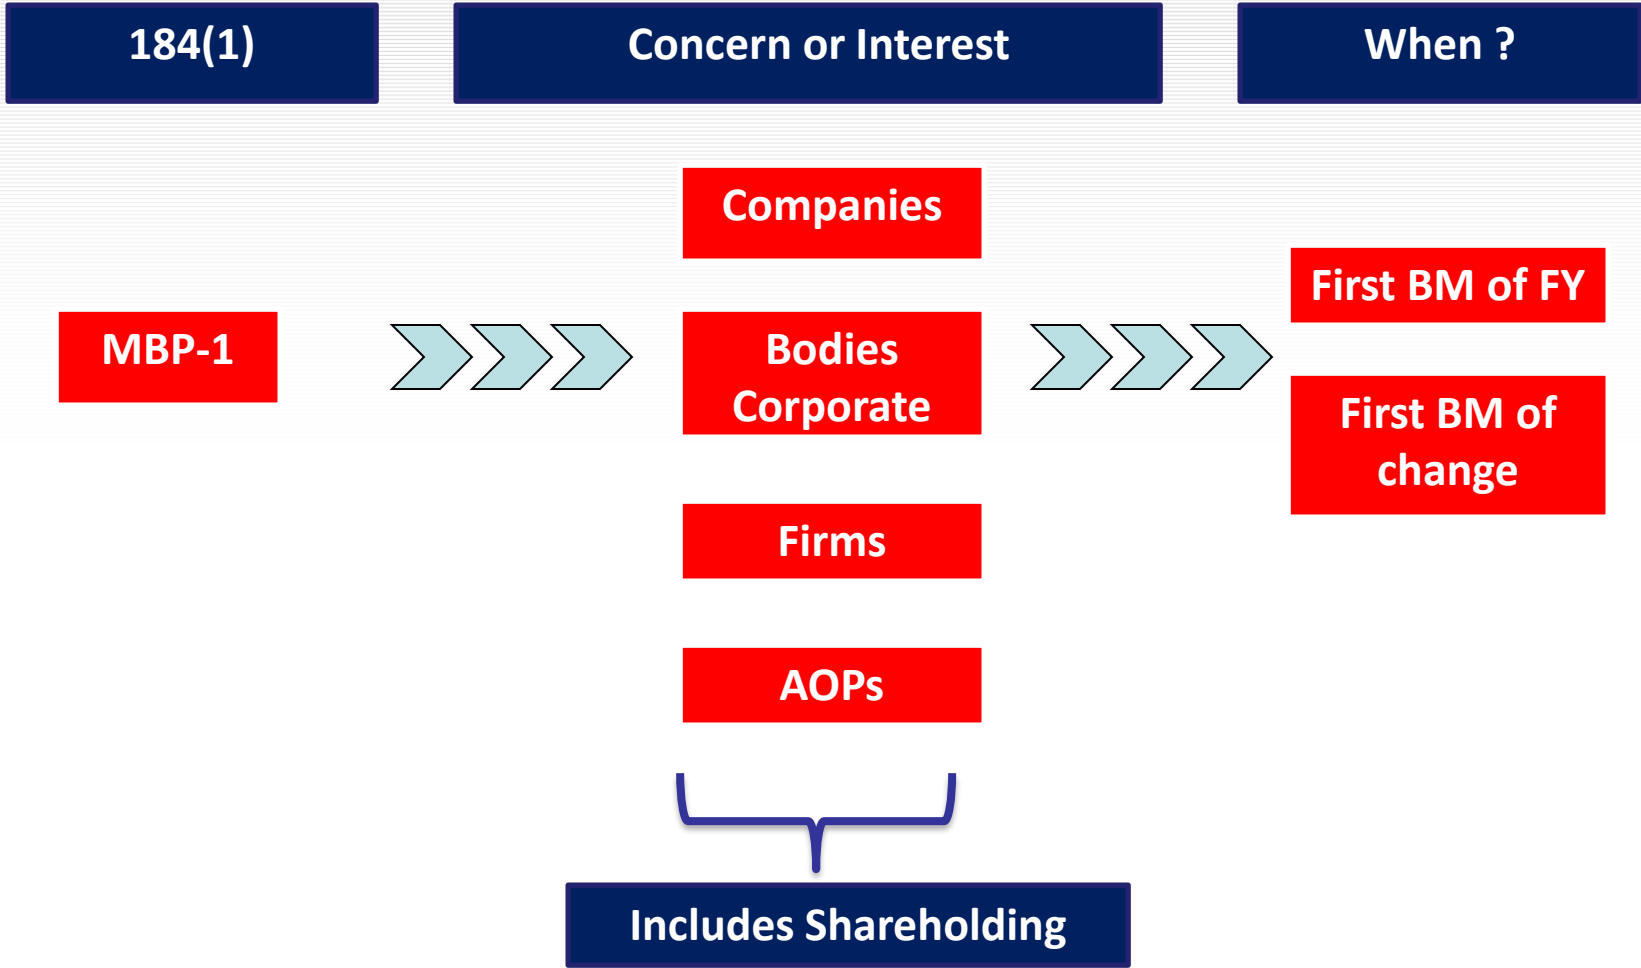 184(1)
Concern or Interest
When ?
MBP-1
Companies
Bodies
Corporate
Firms
AOPs
First BM of FY
First BM of
change
Includes Shareholding